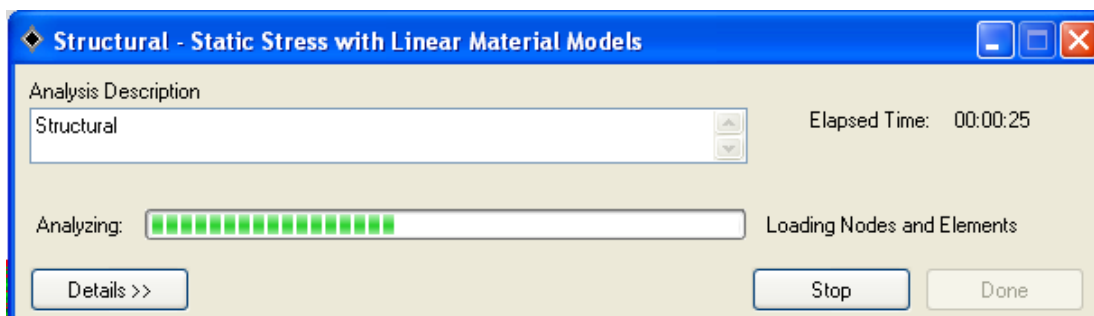 Structural - Static Stress with Linear Material Models
Analysis Description
Structural
Elapsed Time: 00:00:25
Analyzing:
Loading Nodes and Elements
Details >>
Stop
Done